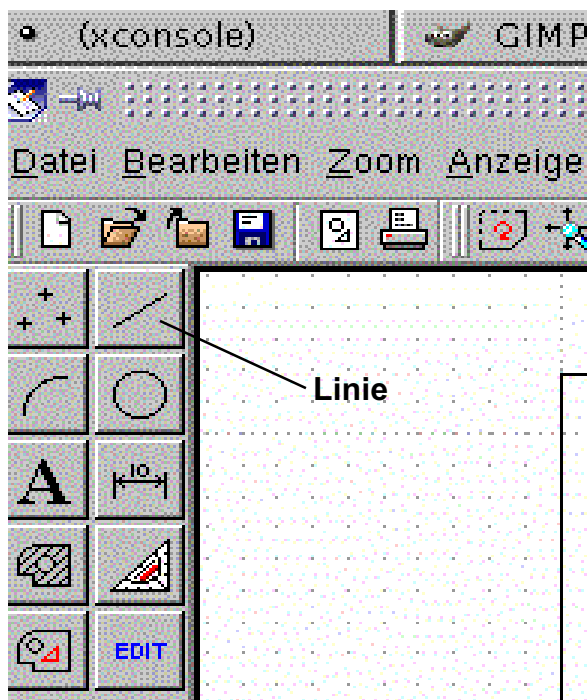 (xconsole) GIMP
Datei Bearbeiten Zoom Anzeige
Linie
A 10
EDIT